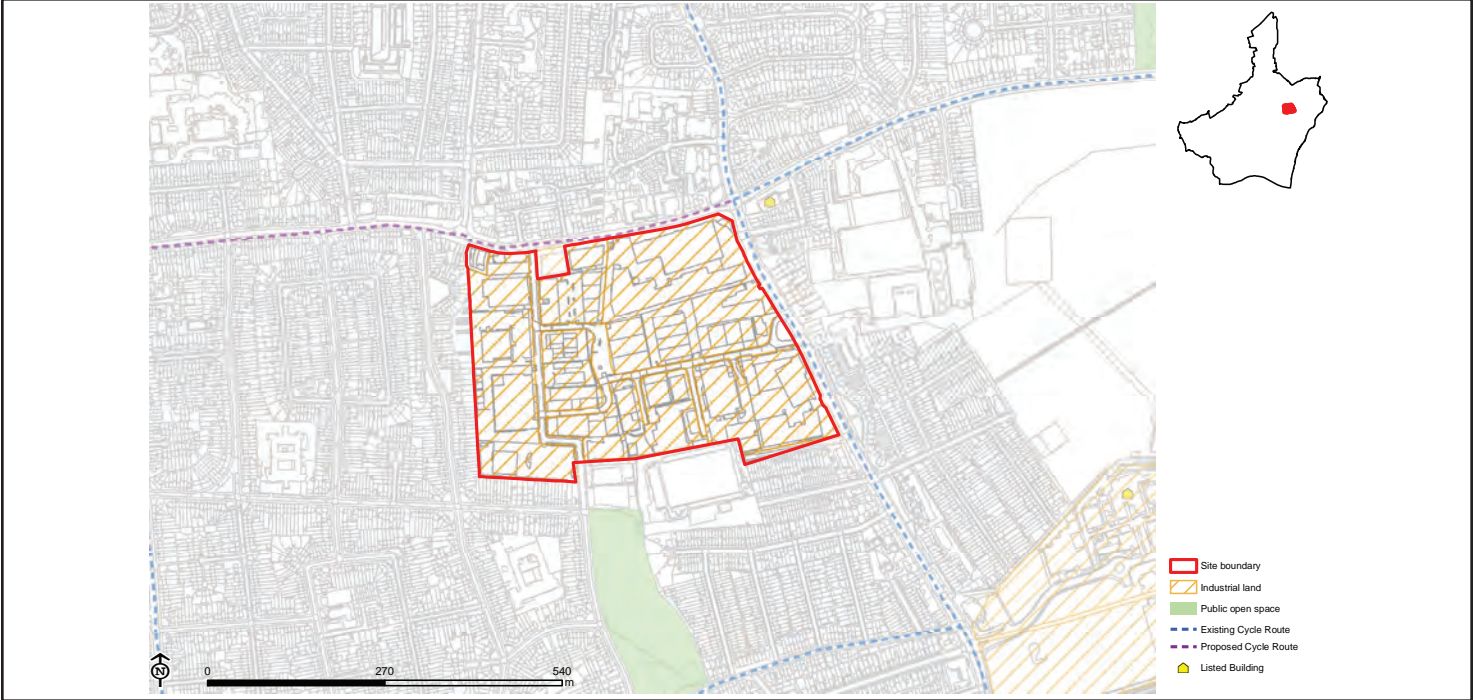 Site boundary
Industrial land
Public open space
Existing Cycle Route
Proposed Cycle Route
Listed Building
N
0 270 540
m